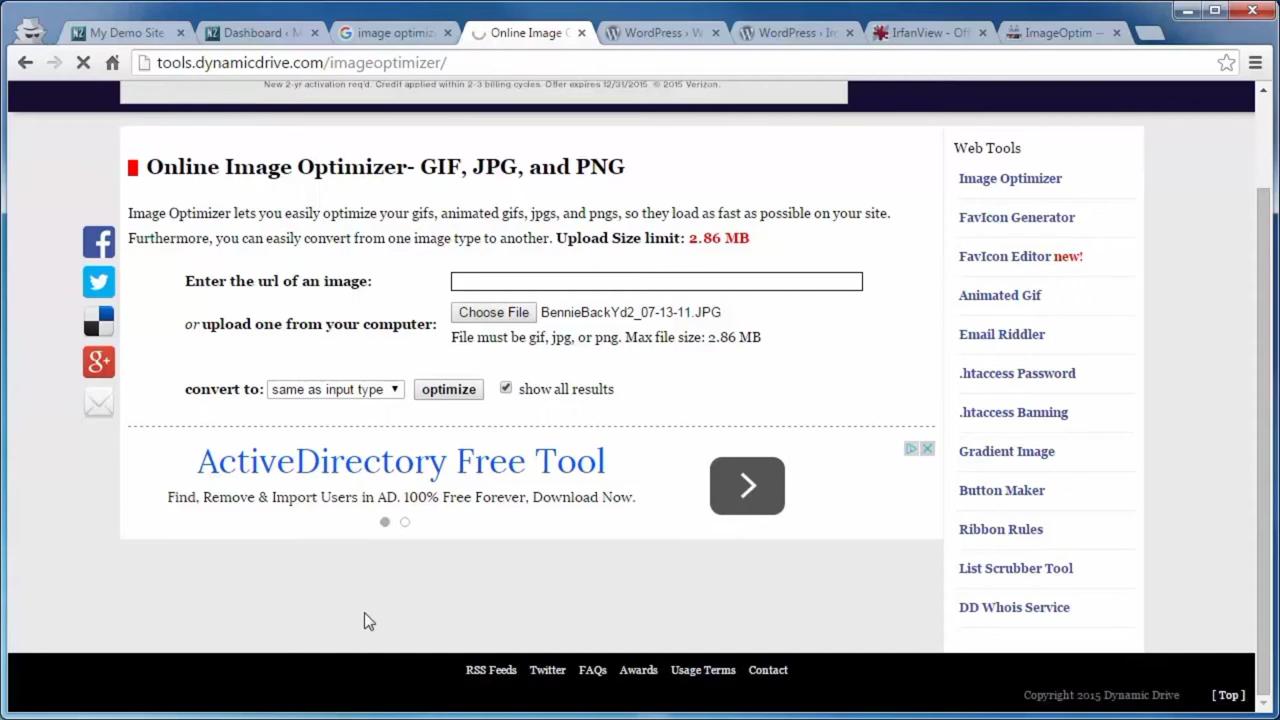 My Demo Site
Dashboard ‹ M
image optimiz
Online Image O
WordPress › W
WordPress › Ir
IrfanView - Off
ImageOptim —
tools.dynamicdrive.com/imageoptimizer/
New 2-yr activation req'd. Credit applied within 2-3 billing cycles. Offer expires 12/31/2015 © 2015 Verizon.
Online Image Optimizer- GIF, JPG, and PNG
Image Optimizer lets you easily optimize your gifs, animated gifs, jpgs, and pngs, so they load as fast as possible on your site.
Furthermore, you can easily convert from one image type to another. Upload Size limit: 2.86 MB
Enter the url of an image:
or upload one from your computer:
Choose File BennieBackYd2_07-13-11.JPG
File must be gif, jpg, or png. Max file size: 2.86 MB
convert to: same as input type optimize show all results
ActiveDirectory Free Tool
Find, Remove & Import Users in AD. 100% Free Forever, Download Now.
Web Tools
Image Optimizer
FavIcon Generator
FavIcon Editor new!
Animated Gif
Email Riddler
.htaccess Password
.htaccess Banning
Gradient Image
Button Maker
Ribbon Rules
List Scrubber Tool
DD Whois Service
RSS Feeds Twitter FAQs Awards Usage Terms Contact
Copyright 2015 Dynamic Drive [ Top ]